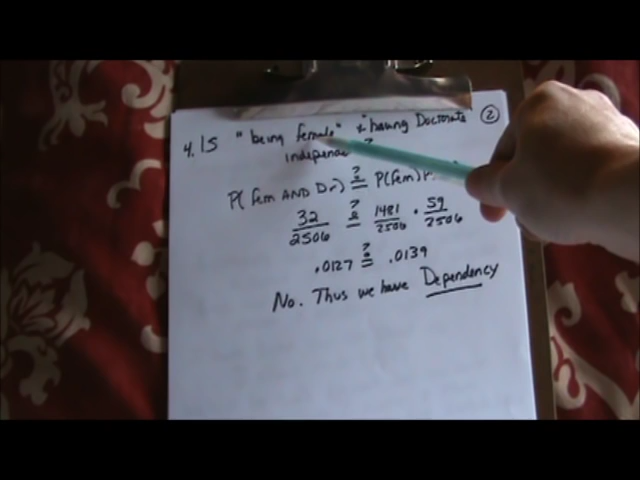 4. Is "being female" & "having Doctorate ②
P(Fem AND Dr) ≟ P(Fem)
32/2506 ≟ 1481/2506 · 59/2506
.0127 ≟ .0139
No. Thus we have Dependency